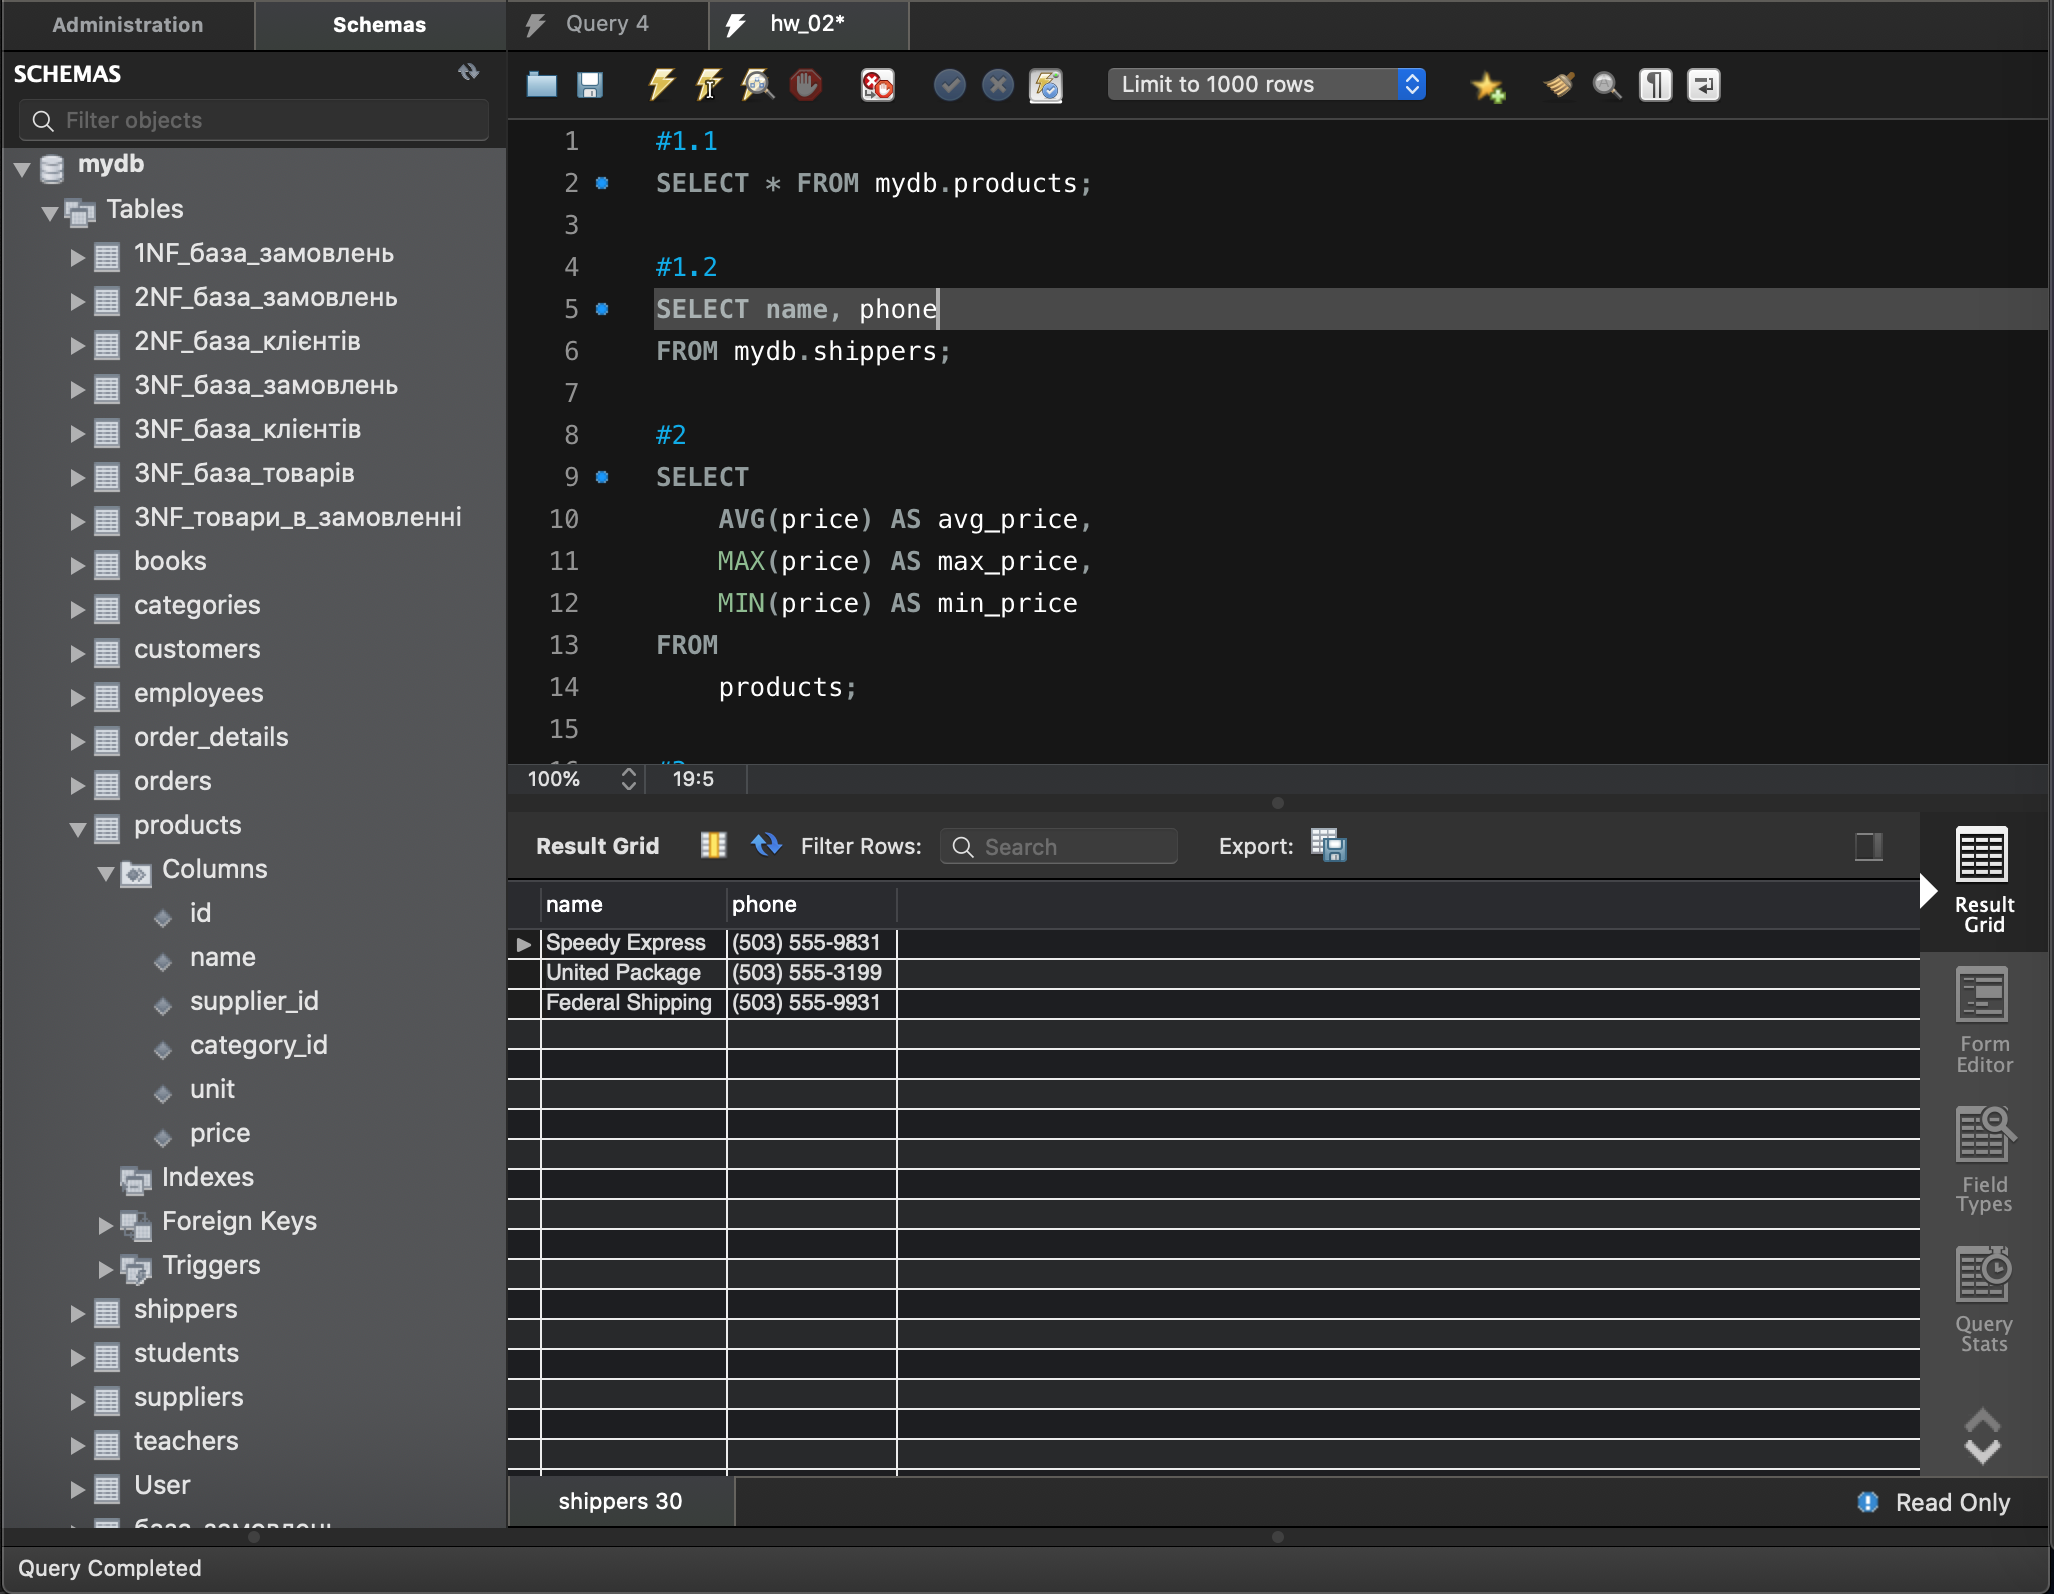 Administration
Schemas
SCHEMAS
Filter objects
mydb
Tables
1NF_база_замовлень
2NF_база_замовлень
2NF_база_клієнтів
3NF_база_замовлень
3NF_база_клієнтів
3NF_база_товарів
3NF_товари_в_замовленні
books
categories
customers
employees
order_details
orders
products
Columns
id
name
supplier_id
category_id
unit
price
Indexes
Foreign Keys
Triggers
shippers
students
suppliers
teachers
User
Query 4
hw_02*
Limit to 1000 rows
1 #1.1
2 SELECT * FROM mydb.products;
3
4 #1.2
5 SELECT name, phone
6 FROM mydb.shippers;
7
8 #2
9 SELECT
10 AVG(price) AS avg_price,
11 MAX(price) AS max_price,
12 MIN(price) AS min_price
13 FROM
14 products;
15
100% 19:5
Result Grid
Filter Rows:
Search
Export:
name phone
Speedy Express (503) 555-9831
United Package (503) 555-3199
Federal Shipping (503) 555-9931
Result
Grid
Form
Editor
Field
Types
Query
Stats
shippers 30
Read Only
Query Completed